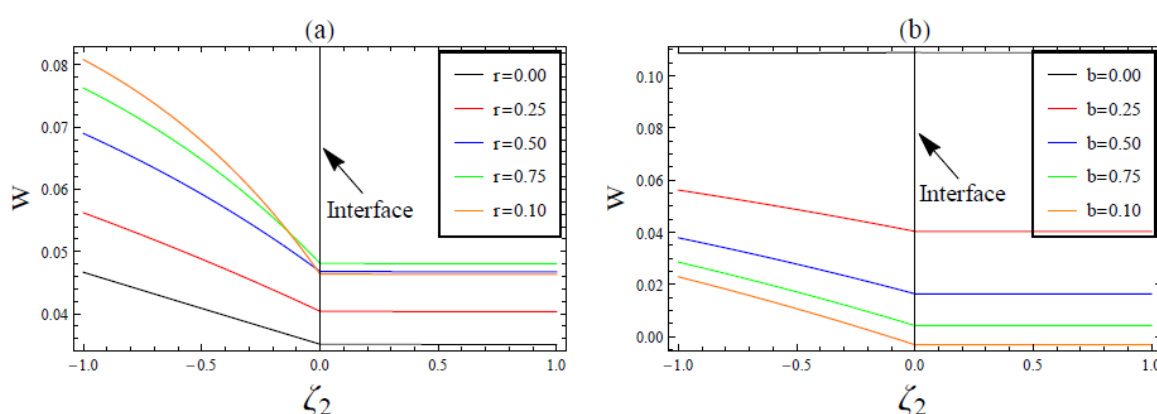 (a)
W
0.08
0.07
0.06
0.05
0.04
r=0.00
r=0.25
r=0.50
r=0.75
r=0.10
Interface
-1.0 -0.5 0.0 0.5 1.0
ζ2
(b)
W
0.10
0.08
0.06
0.04
0.02
0.00
b=0.00
b=0.25
b=0.50
b=0.75
b=0.10
Interface
-1.0 -0.5 0.0 0.5 1.0
ζ2